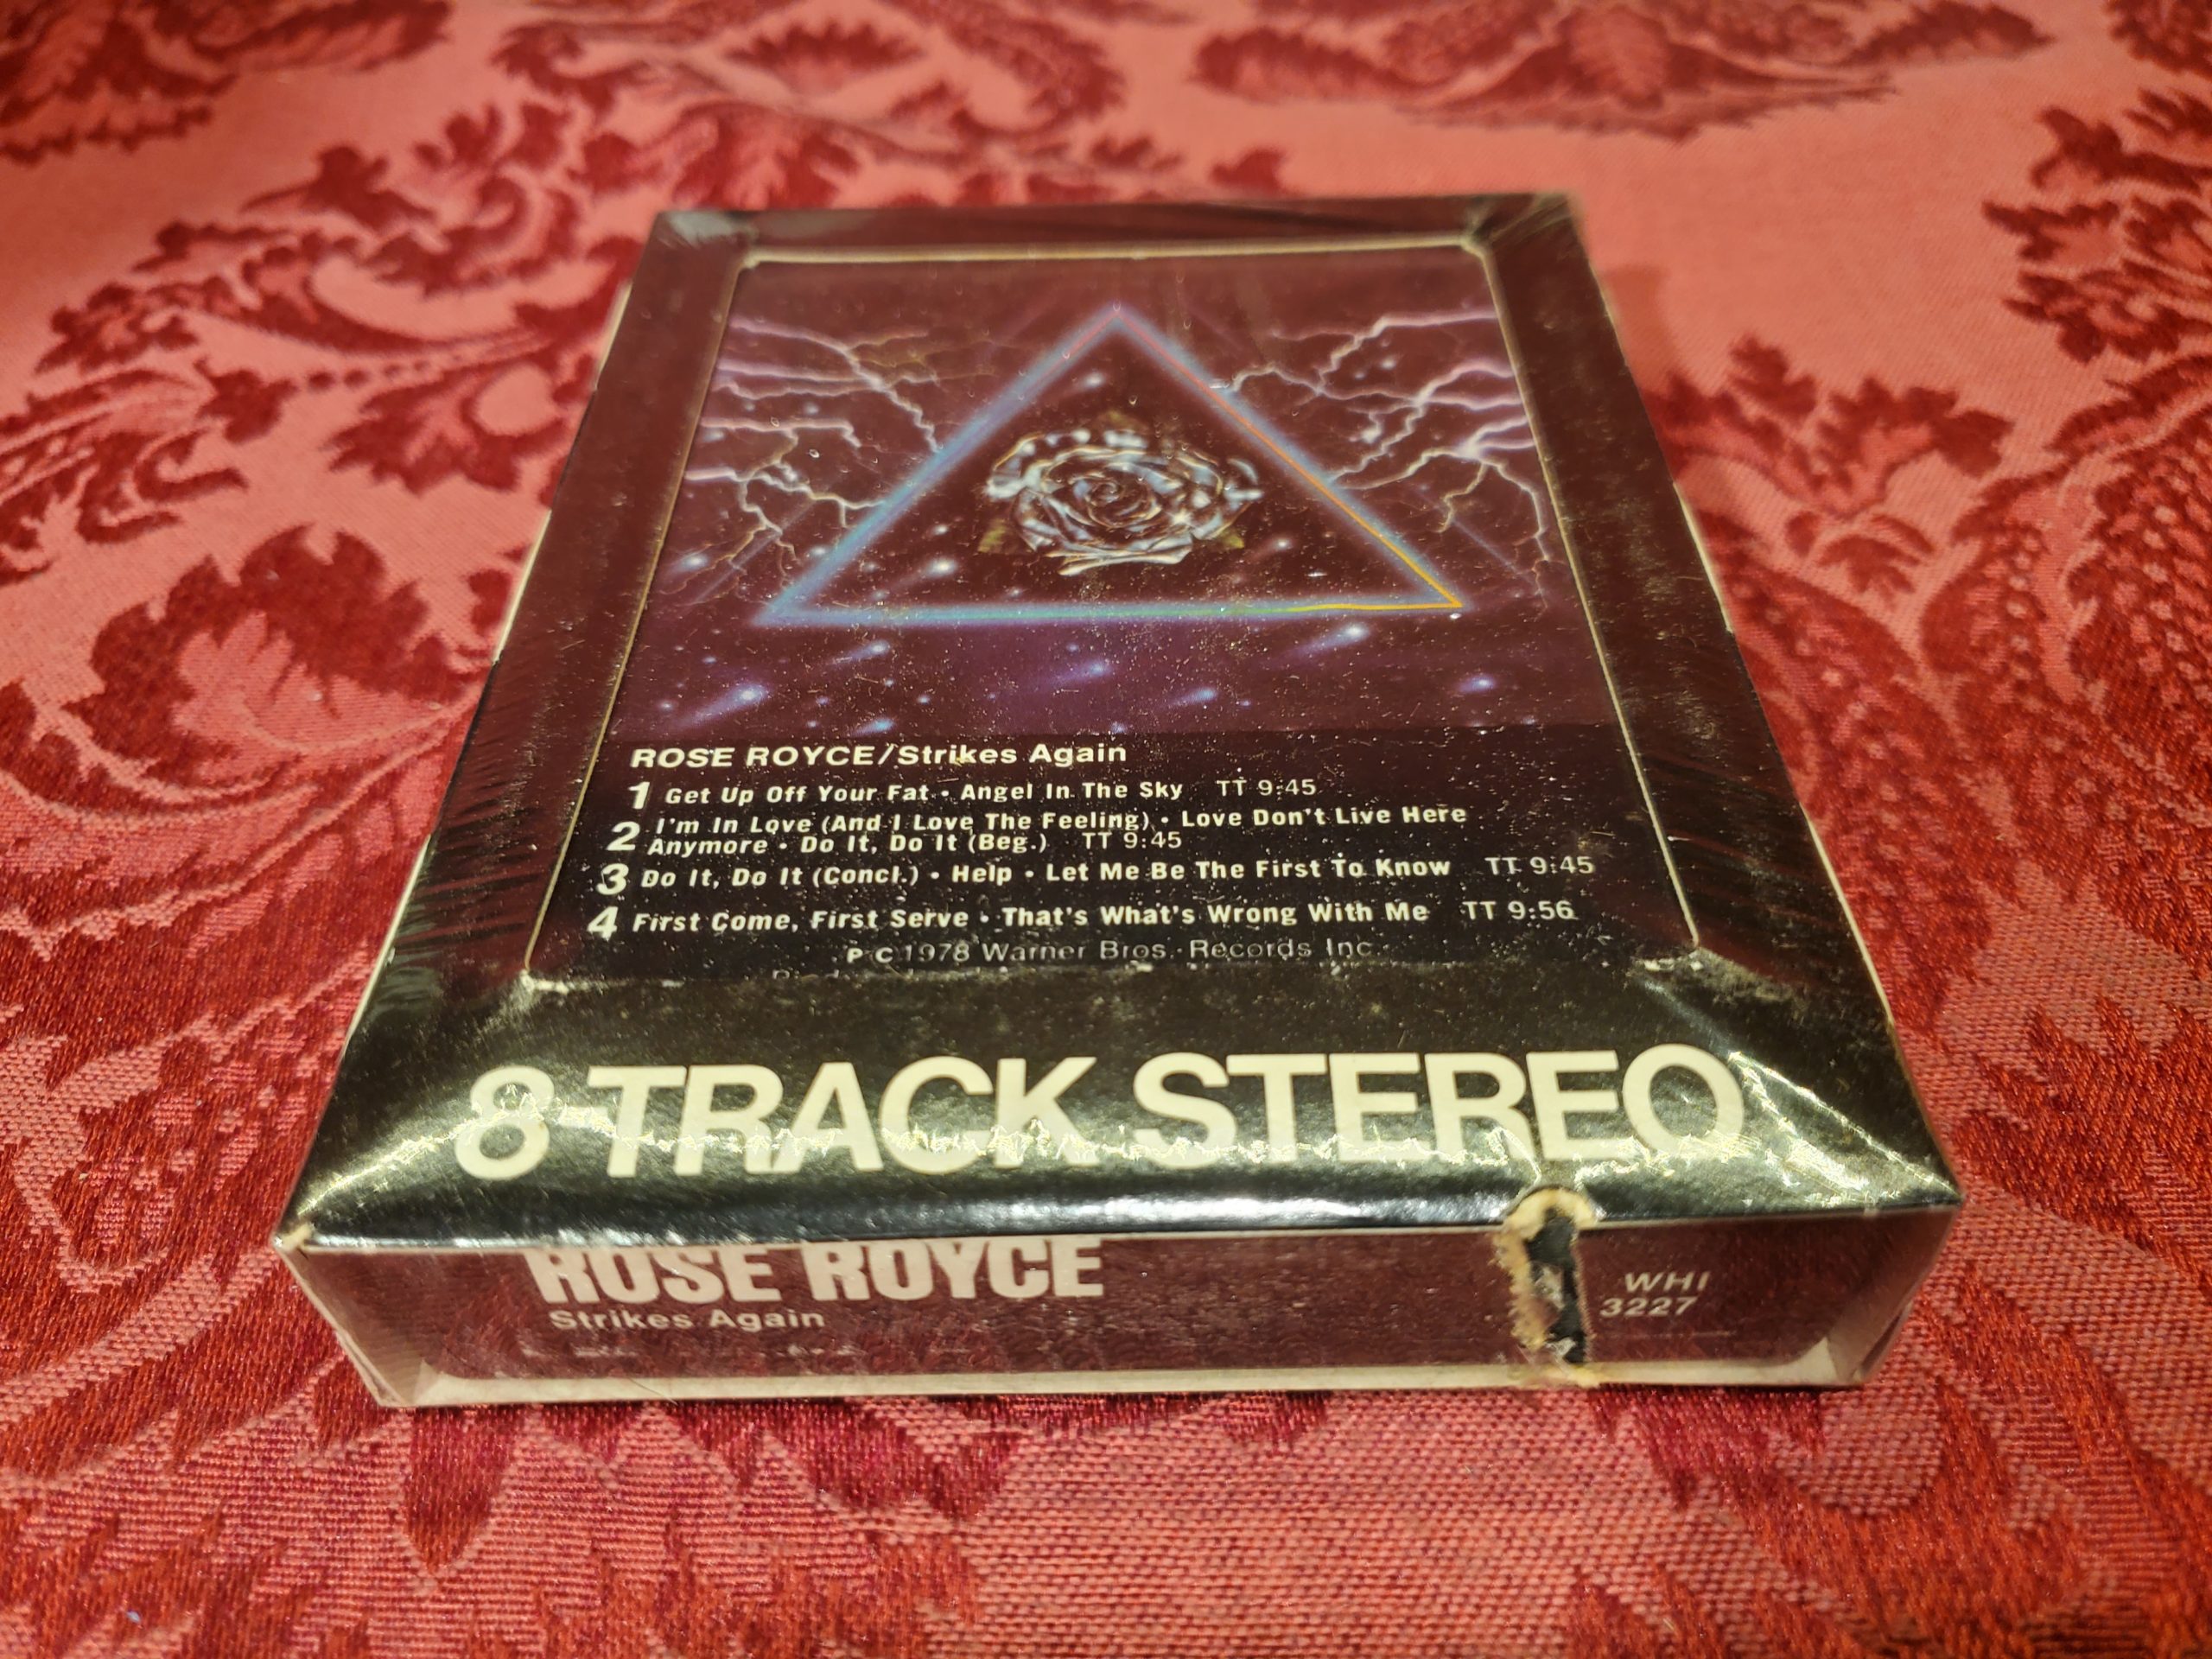 ROSE ROYCE/Strikes Again
1 Get Up Off Your Fat • Angel In The Sky TT 9:45
2 I'm In Love (And I Love The Feeling) • Love Don't Live Here
Anymore • Do It, Do It (Beg.) TT 9:45
3 Do It, Do It (Concl.) • Help • Let Me Be The First To Know TT 9:45
4 First Come, First Serve • That's What's Wrong With Me TT 9:56
P C 1978 Warner Bros. Records Inc.
8 TRACK STEREO
ROSE ROYCE
Strikes Again
WHI
3227